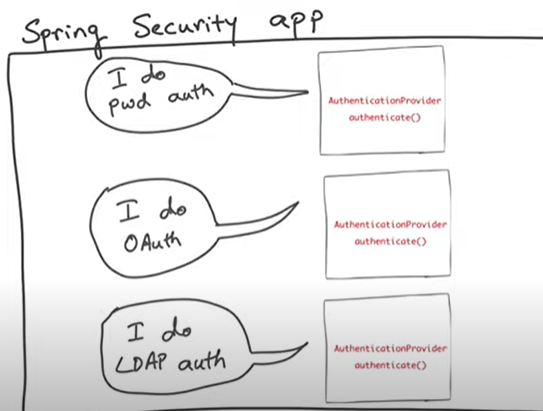 Spring Security app
I do
pwd auth
AuthenticationProvider
authenticate()
I do
OAuth
AuthenticationProvider
authenticate()
I do
LDAP auth
AuthenticationProvider
authenticate()